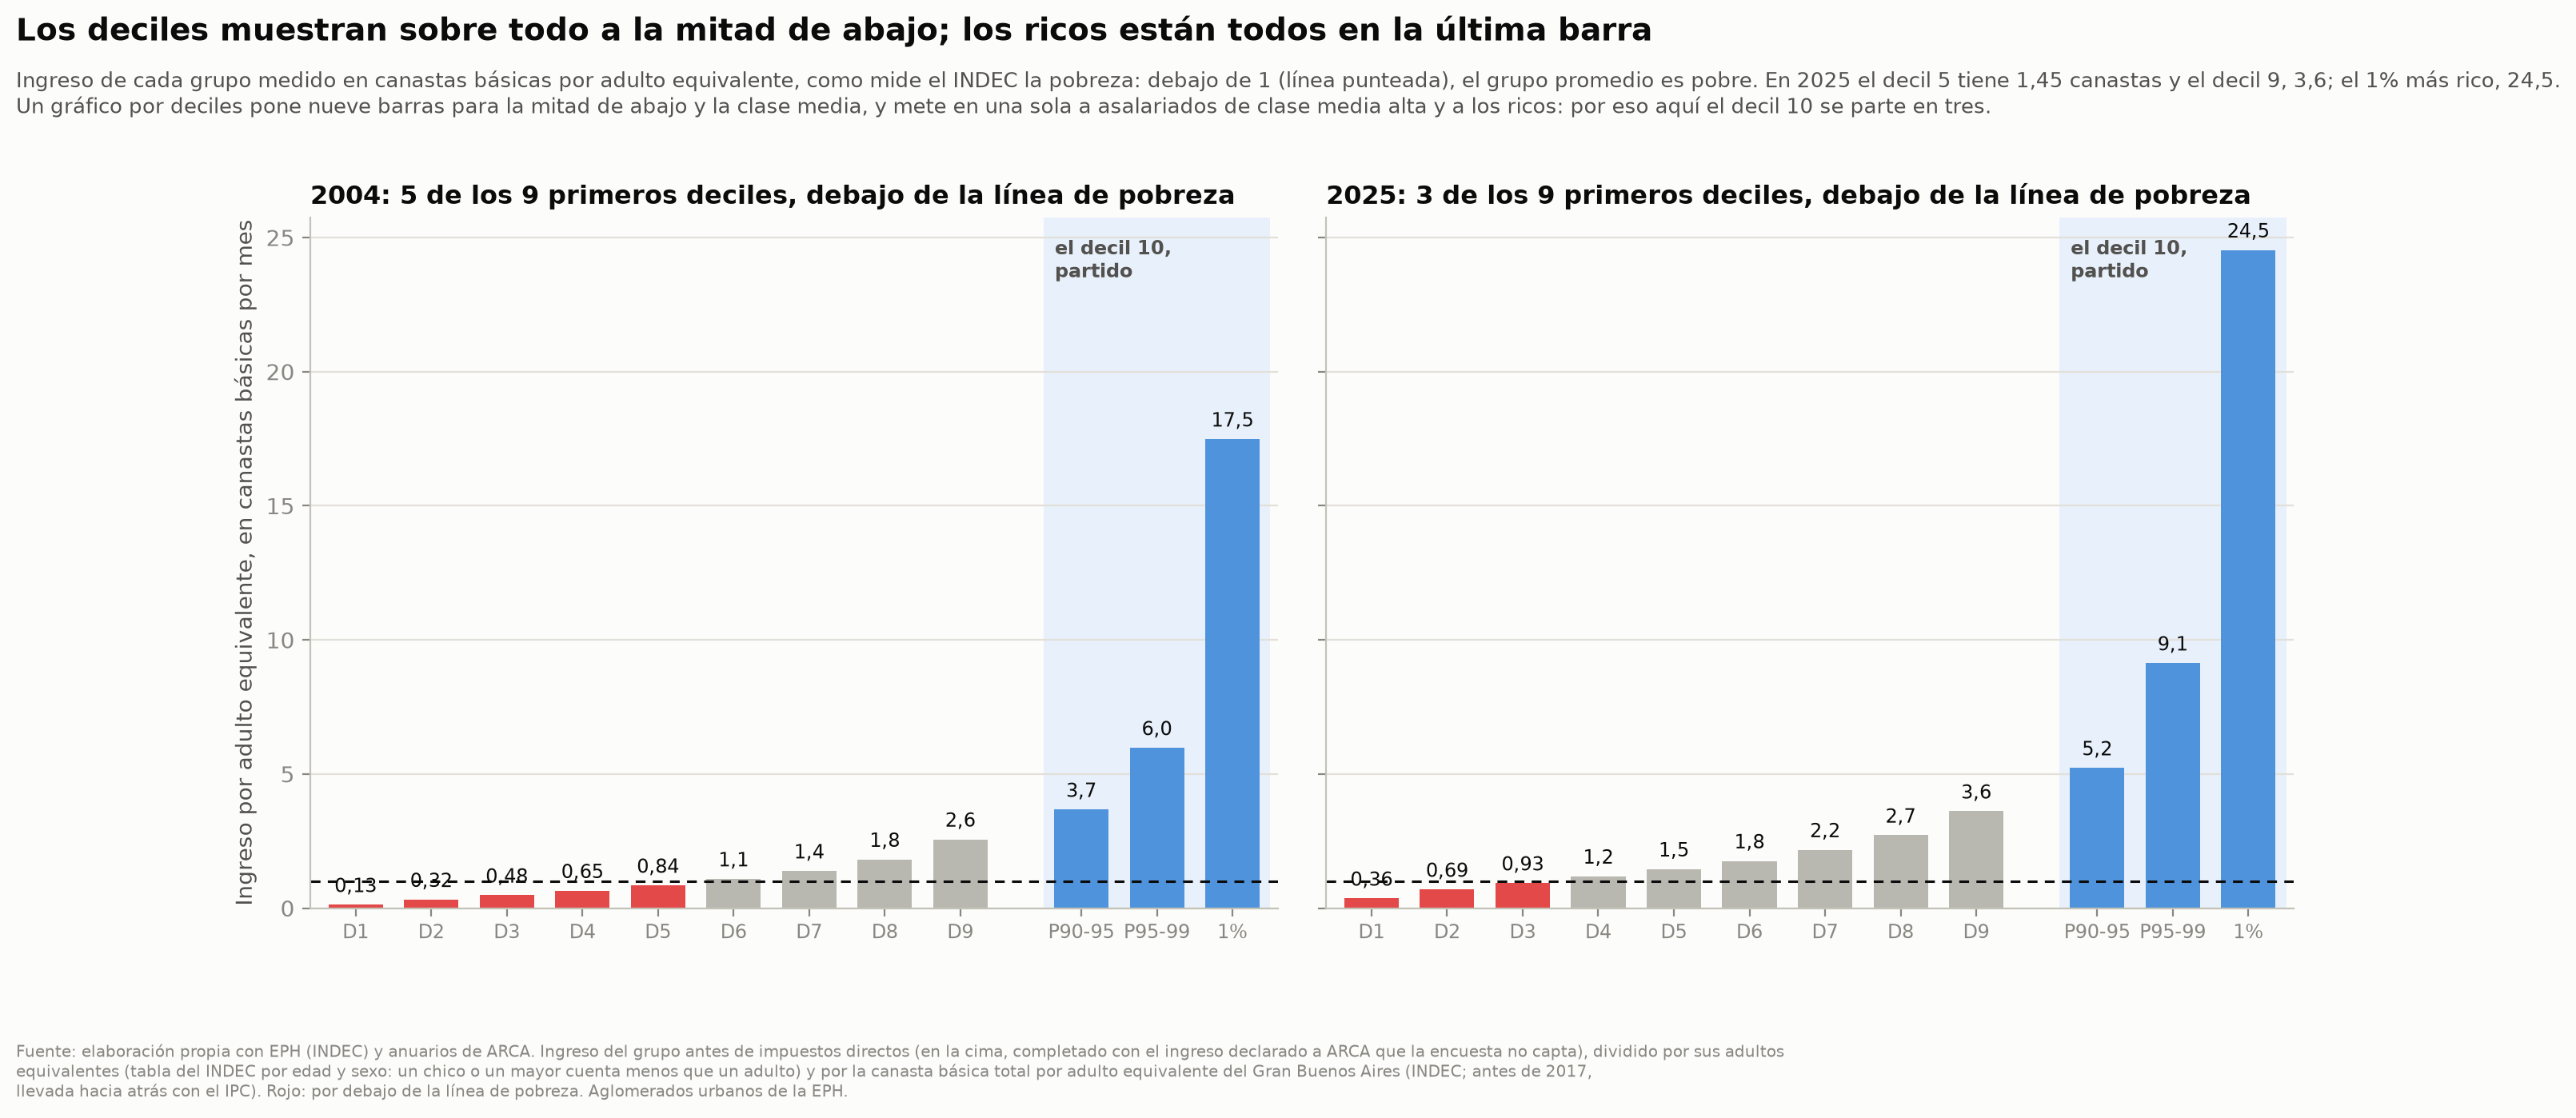 Los deciles muestran sobre todo a la mitad de abajo; los ricos están todos en la última barra
Ingreso de cada grupo medido en canastas básicas por adulto equivalente, como mide el INDEC la pobreza: debajo de 1 (línea punteada), el grupo promedio es pobre. En 2025 el decil 5 tiene 1,45 canastas y el decil 9, 3,6; el 1% más rico, 24,5.
Un gráfico por deciles pone nueve barras para la mitad de abajo y la clase media, y mete en una sola a asalariados de clase media alta y a los ricos: por eso aquí el decil 10 se parte en tres.
2004: 5 de los 9 primeros deciles, debajo de la línea de pobreza
Ingreso por adulto equivalente, en canastas básicas por mes
25
20
15
10
5
0
el decil 10,
partido
0,13
0,32
0,48
0,65
0,84
1,1
1,4
1,8
2,6
3,7
6,0
17,5
D1
D2
D3
D4
D5
D6
D7
D8
D9
P90-95
P95-99
1%
2025: 3 de los 9 primeros deciles, debajo de la línea de pobreza
el decil 10,
partido
0,36
0,69
0,93
1,2
1,5
1,8
2,2
2,7
3,6
5,2
9,1
24,5
D1
D2
D3
D4
D5
D6
D7
D8
D9
P90-95
P95-99
1%
Fuente: elaboración propia con EPH (INDEC) y anuarios de ARCA. Ingreso del grupo antes de impuestos directos (en la cima, completado con el ingreso declarado a ARCA que la encuesta no capta), dividido por sus adultos
equivalentes (tabla del INDEC por edad y sexo: un chico o un mayor cuenta menos que un adulto) y por la canasta básica total por adulto equivalente del Gran Buenos Aires (INDEC; antes de 2017,
llevada hacia atrás con el IPC). Rojo: por debajo de la línea de pobreza. Aglomerados urbanos de la EPH.